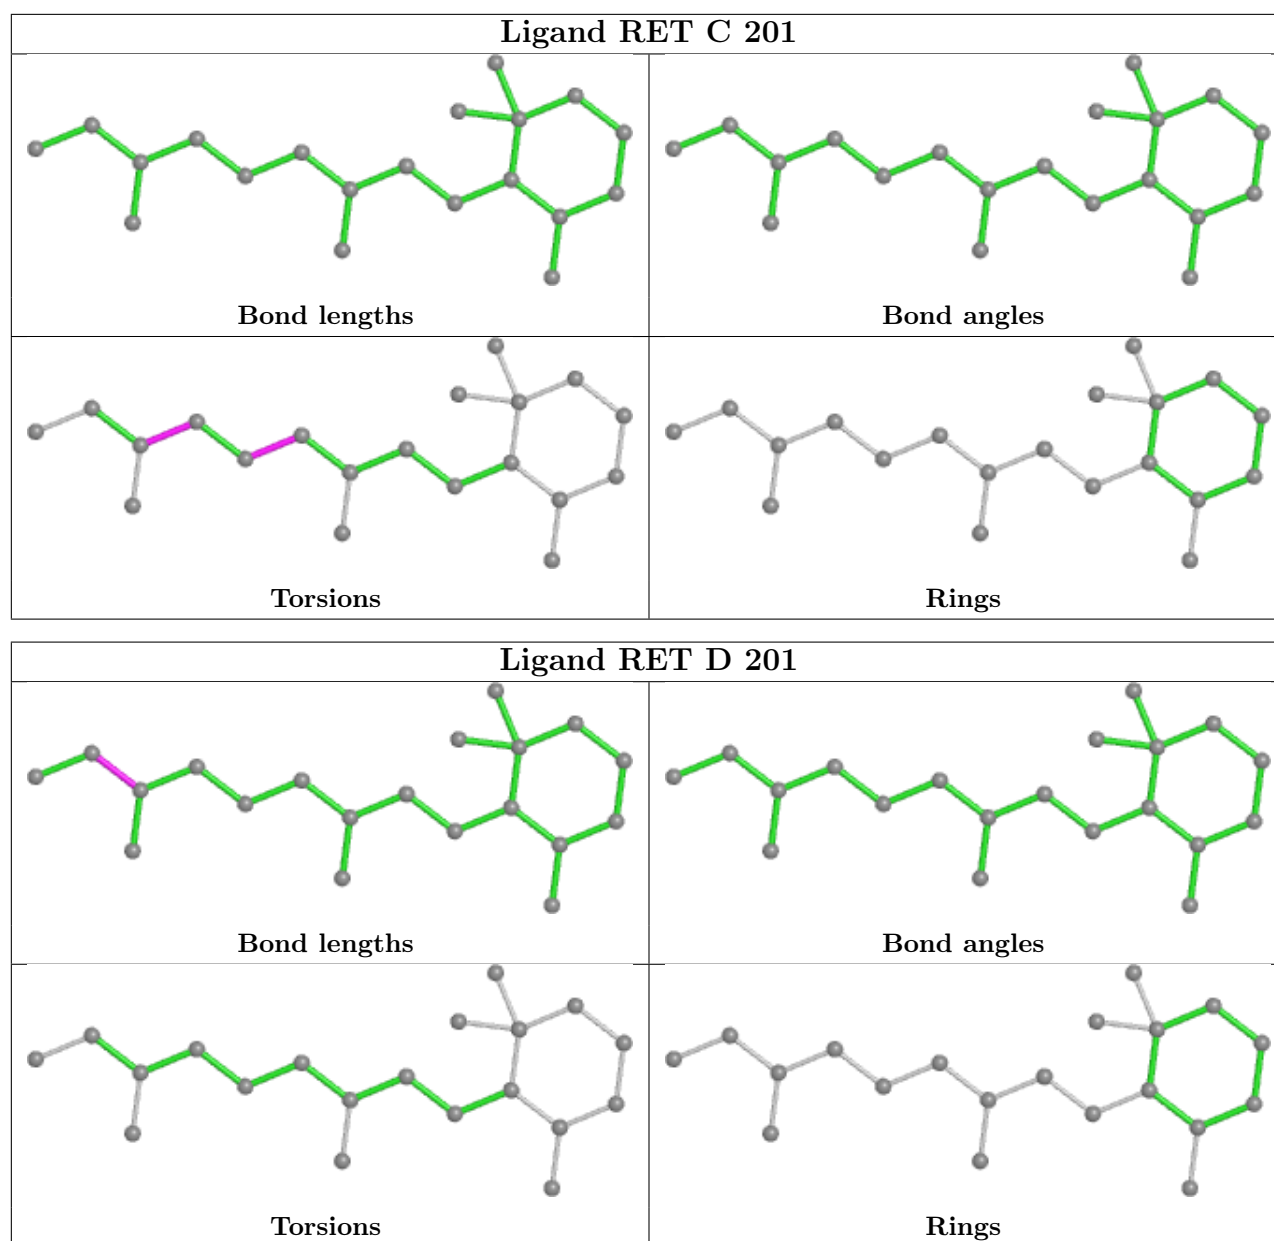 Ligand RET C 201
Bond lengths
Bond angles
Torsions
Rings
Ligand RET D 201
Bond lengths
Bond angles
Torsions
Rings